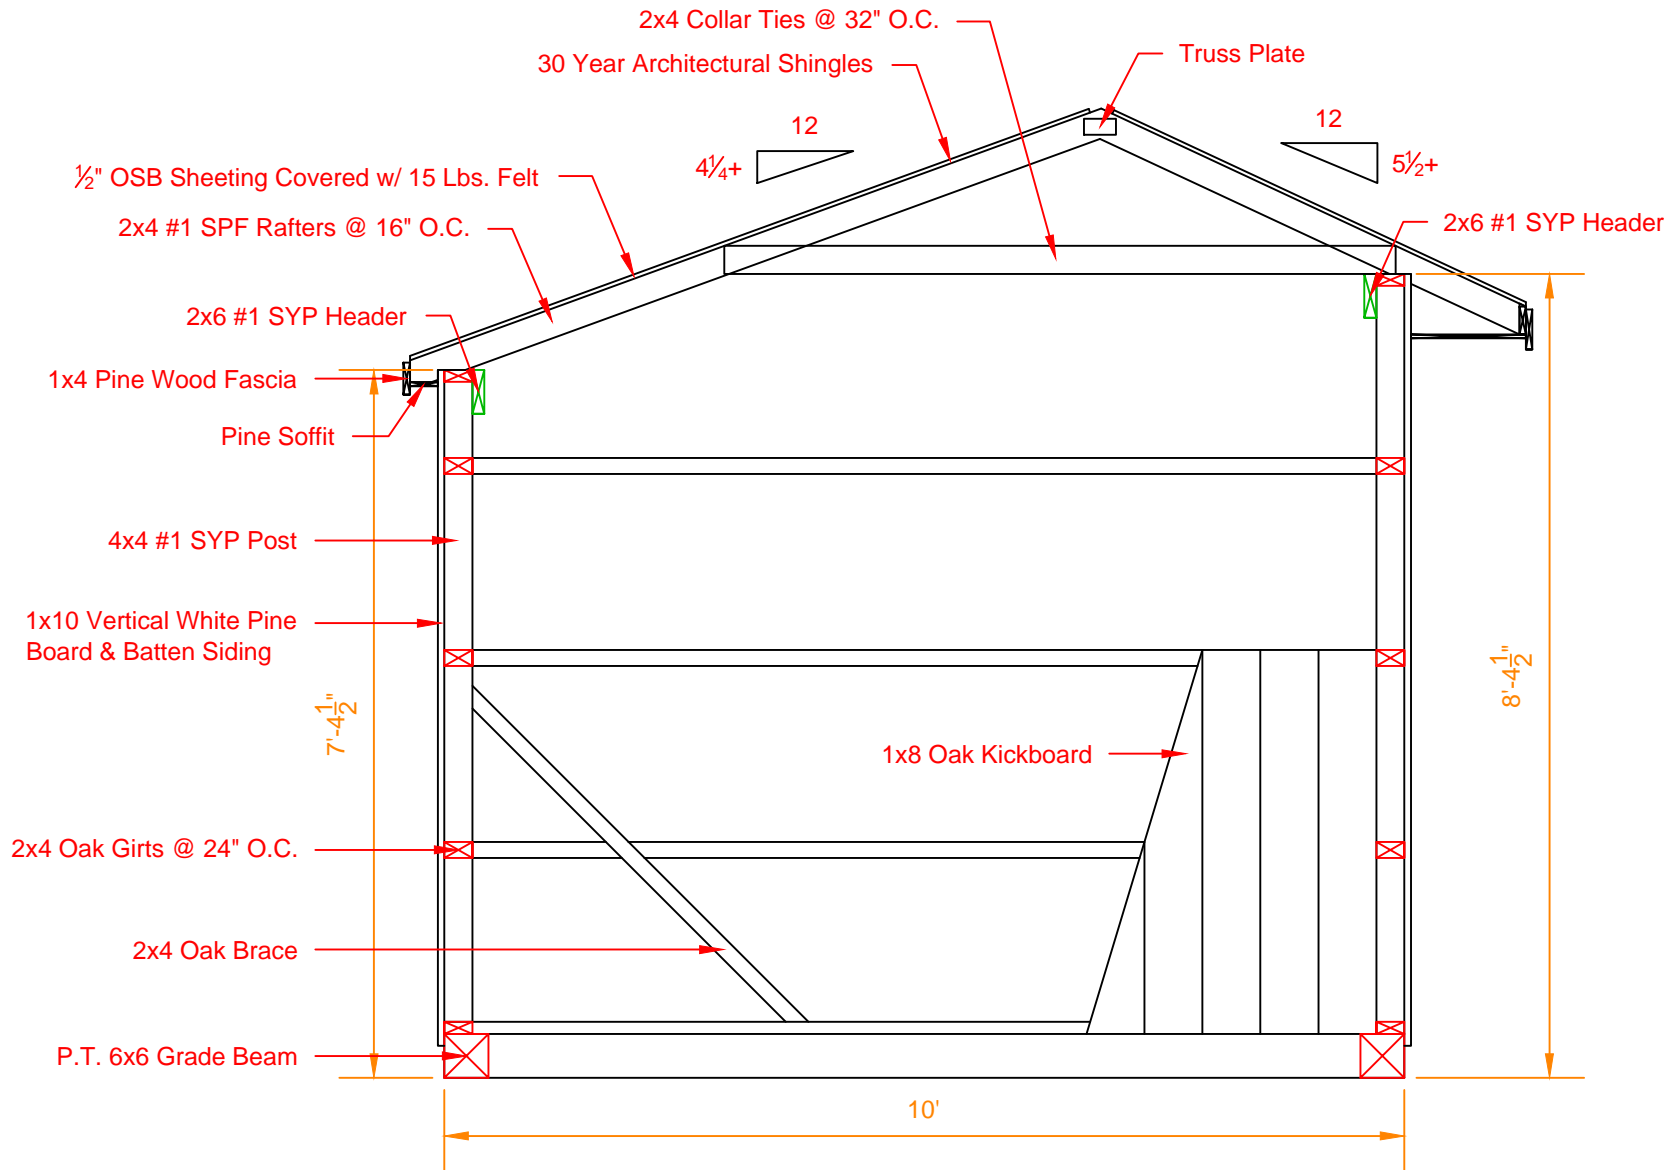 2x4 Collar Ties @ 32" O.C.
Truss Plate
30 Year Architectural Shingles
12
12
4¼+
5½+
½" OSB Sheeting Covered w/ 15 Lbs. Felt
2x4 #1 SPF Rafters @ 16" O.C.
2x6 #1 SYP Header
2x6 #1 SYP Header
1x4 Pine Wood Fascia
Pine Soffit
4x4 #1 SYP Post
1x10 Vertical White Pine
Board & Batten Siding
7'-4½"
8'-4½"
1x8 Oak Kickboard
2x4 Oak Girts @ 24" O.C.
2x4 Oak Brace
P.T. 6x6 Grade Beam
10'